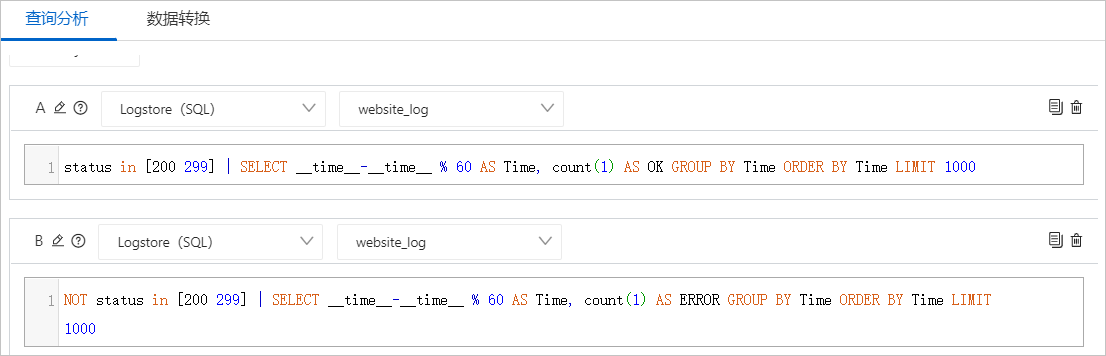 查询分析 数据转换
A Logstore（SQL） website_log
1 status in [200 299] | SELECT __time__-__time__ % 60 AS Time, count(1) AS OK GROUP BY Time ORDER BY Time LIMIT 1000
B Logstore（SQL） website_log
1 NOT status in [200 299] | SELECT __time__-__time__ % 60 AS Time, count(1) AS ERROR GROUP BY Time ORDER BY Time LIMIT
1000